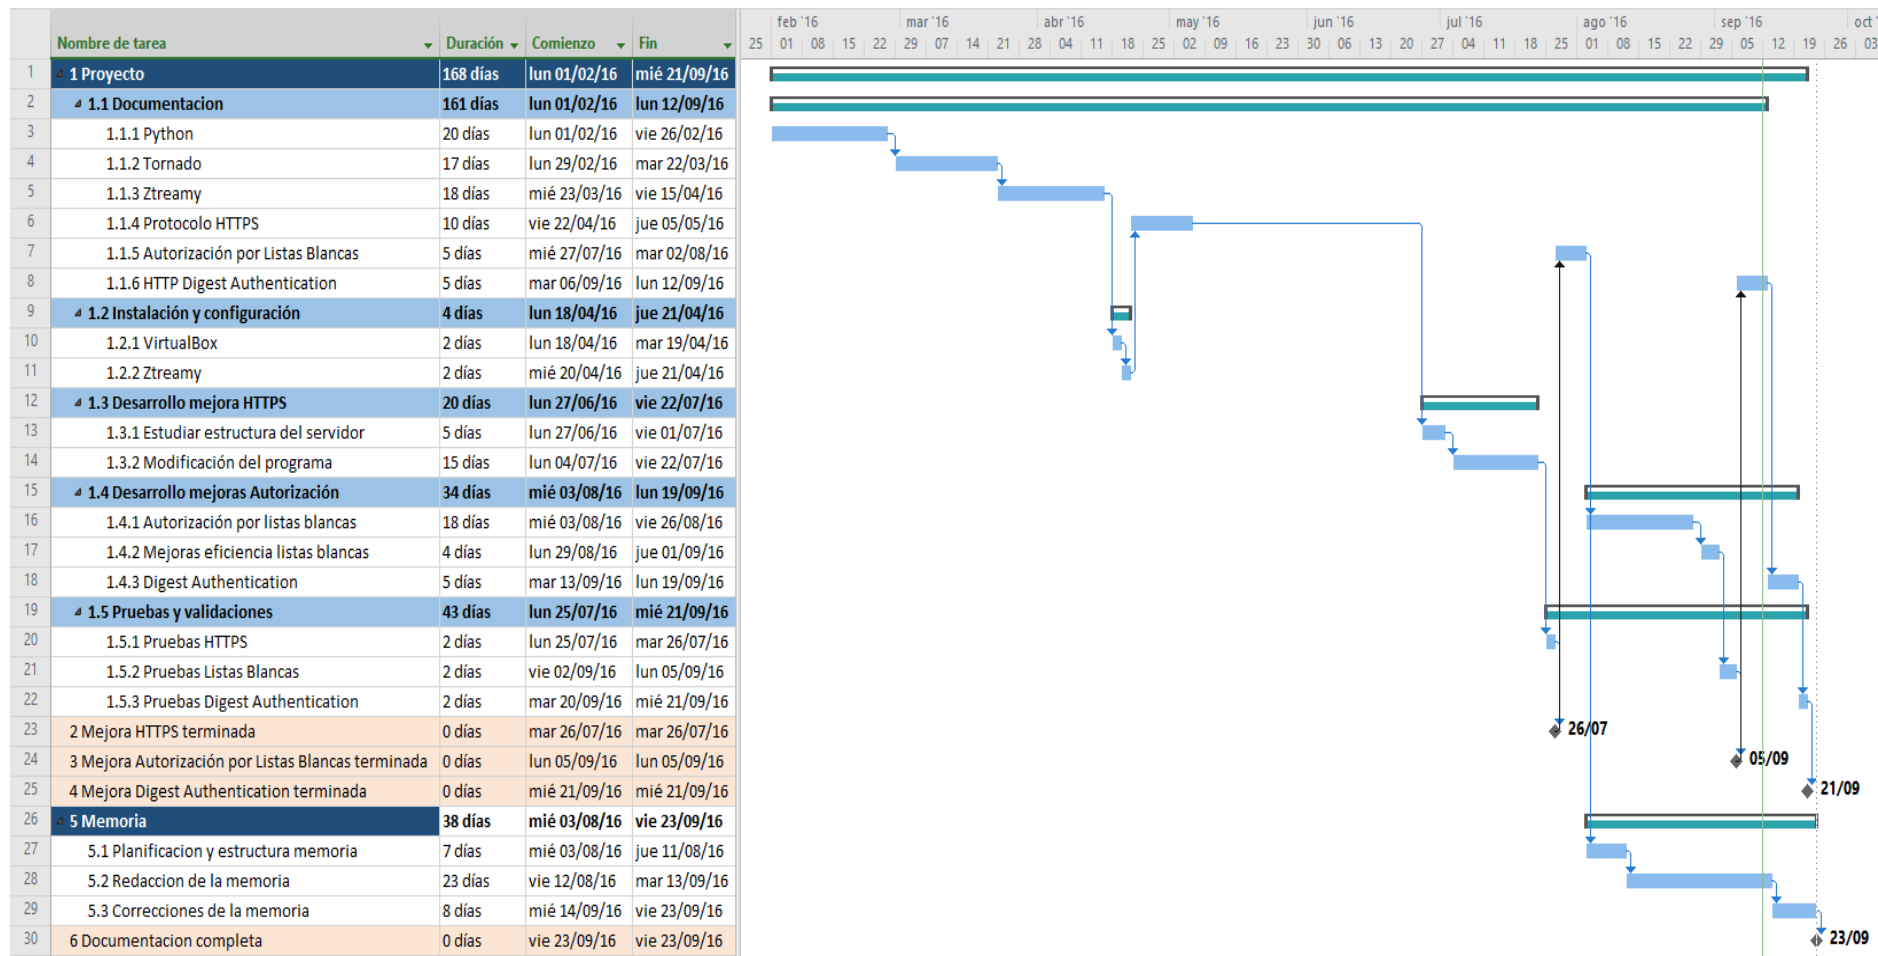 feb '16 mar '16 abr '16 may '16 jun '16 jul '16 ago '16 sep '16 oct
Nombre de tarea Duración Comienzo Fin 25 01 08 15 22 29 07 14 21 28 04 11 18 25 02 09 16 23 30 06 13 20 27 04 11 18 25 01 08 15 22 29 05 12 19 26 03
1 1 Proyecto 168 días lun 01/02/16 mié 21/09/16
2 1.1 Documentacion 161 días lun 01/02/16 lun 12/09/16
3 1.1.1 Python 20 días lun 01/02/16 vie 26/02/16
4 1.1.2 Tornado 17 días lun 29/02/16 mar 22/03/16
5 1.1.3 Ztreamy 18 días mié 23/03/16 vie 15/04/16
6 1.1.4 Protocolo HTTPS 10 días vie 22/04/16 jue 05/05/16
7 1.1.5 Autorización por Listas Blancas 5 días mié 27/07/16 mar 02/08/16
8 1.1.6 HTTP Digest Authentication 5 días mar 06/09/16 lun 12/09/16
9 1.2 Instalación y configuración 4 días lun 18/04/16 jue 21/04/16
10 1.2.1 VirtualBox 2 días lun 18/04/16 mar 19/04/16
11 1.2.2 Ztreamy 2 días mié 20/04/16 jue 21/04/16
12 1.3 Desarrollo mejora HTTPS 20 días lun 27/06/16 vie 22/07/16
13 1.3.1 Estudiar estructura del servidor 5 días lun 27/06/16 vie 01/07/16
14 1.3.2 Modificación del programa 15 días lun 04/07/16 vie 22/07/16
15 1.4 Desarrollo mejoras Autorización 34 días mié 03/08/16 lun 19/09/16
16 1.4.1 Autorización por listas blancas 18 días mié 03/08/16 vie 26/08/16
17 1.4.2 Mejoras eficiencia listas blancas 4 días lun 29/08/16 jue 01/09/16
18 1.4.3 Digest Authentication 5 días mar 13/09/16 lun 19/09/16
19 1.5 Pruebas y validaciones 43 días lun 25/07/16 mié 21/09/16
20 1.5.1 Pruebas HTTPS 2 días lun 25/07/16 mar 26/07/16
21 1.5.2 Pruebas Listas Blancas 2 días vie 02/09/16 lun 05/09/16
22 1.5.3 Pruebas Digest Authentication 2 días mar 20/09/16 mié 21/09/16
23 2 Mejora HTTPS terminada 0 días mar 26/07/16 mar 26/07/16 26/07
24 3 Mejora Autorización por Listas Blancas terminada 0 días lun 05/09/16 lun 05/09/16 05/09
25 4 Mejora Digest Authentication terminada 0 días mié 21/09/16 mié 21/09/16 21/09
26 5 Memoria 38 días mié 03/08/16 vie 23/09/16
27 5.1 Planificacion y estructura memoria 7 días mié 03/08/16 jue 11/08/16
28 5.2 Redaccion de la memoria 23 días vie 12/08/16 mar 13/09/16
29 5.3 Correcciones de la memoria 8 días mié 14/09/16 vie 23/09/16
30 6 Documentacion completa 0 días vie 23/09/16 vie 23/09/16 23/09